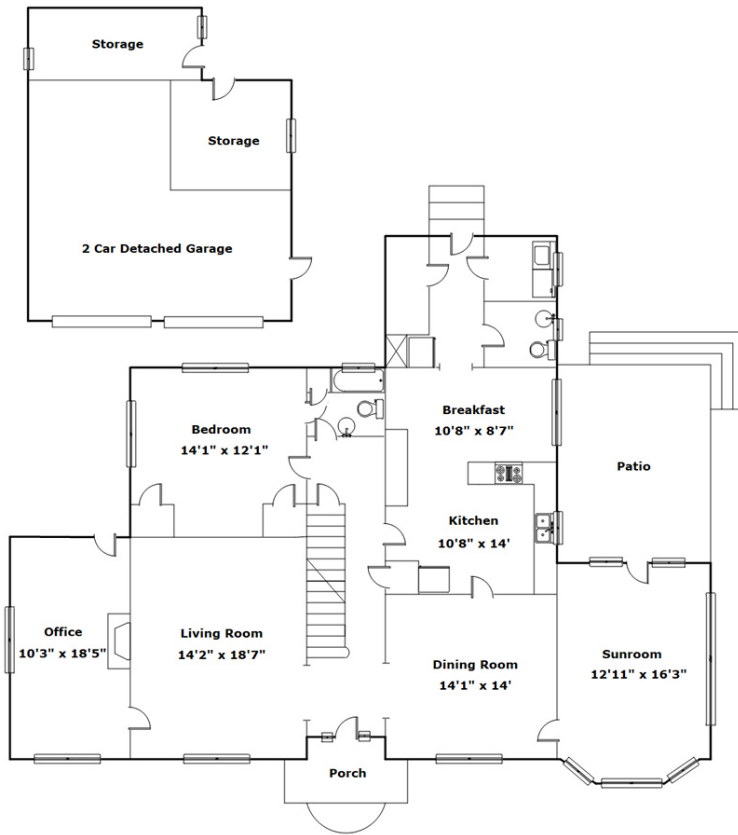 Storage
Storage
2 Car Detached Garage
Breakfast
10'8" x 8'7"
Bedroom
14'1" x 12'1"
Patio
Kitchen
10'8" x 14'
Office
10'3" x 18'5"
Living Room
14'2" x 18'7"
Dining Room
14'1" x 14'
Sunroom
12'11" x 16'3"
Porch